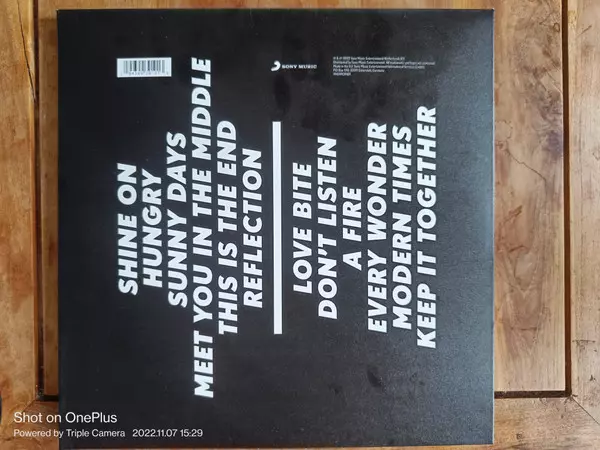 SHINE ON
HUNGRY
SUNNY DAYS
MEET YOU IN THE MIDDLE
THIS IS THE END
REFLECTION
LOVE BITE
DON'T LISTEN
A FIRE
EVERY WONDER
MODERN TIMES
KEEP IT TOGETHER
SONY MUSIC
Shot on OnePlus
Powered by Triple Camera 2022.11.07 15:29